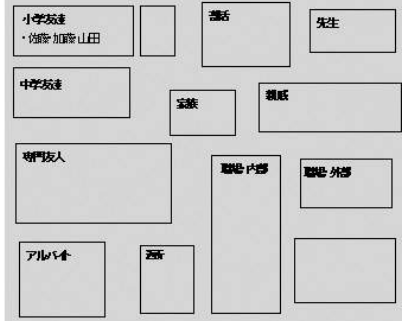 小学友達
・佐藤・加藤・山田
部活
先生
中学友達
家族
親戚
専門友人
職場・内部
職場・外部
アルバイト
近所